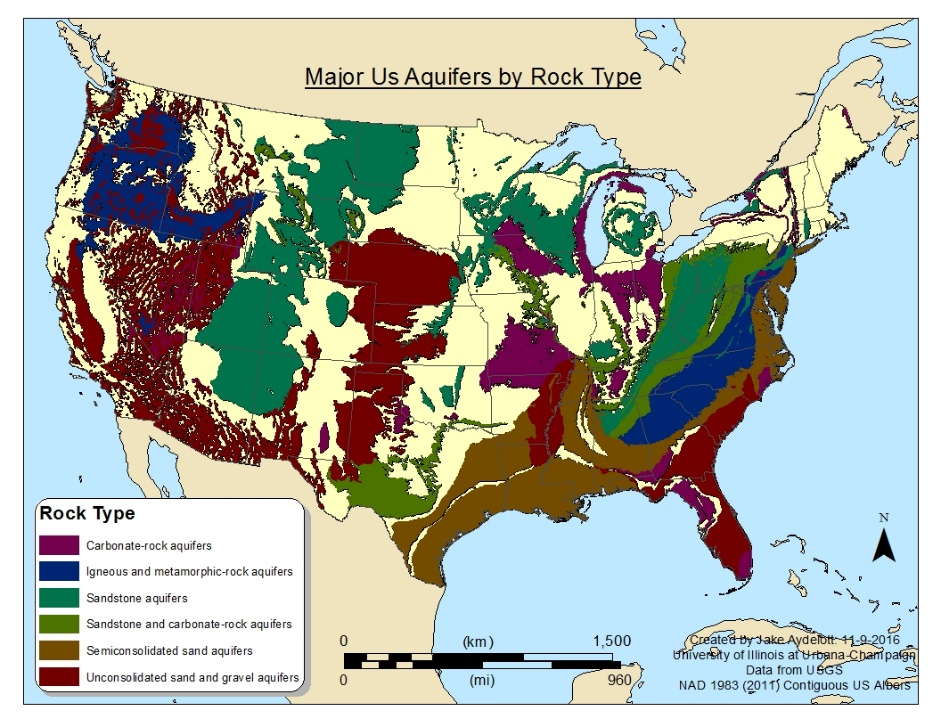 Major Us Aquifers by Rock Type
N
Rock Type
Carbonate-rock aquifers
Igneous and metamorphic-rock aquifers
Sandstone aquifers
Sandstone and carbonate-rock aquifers
Semiconsolidated sand aquifers
Unconsolidated sand and gravel aquifers
0 (km) 1,500
0 (mi) 960
Created by Jake Aydelott: 11-9-2016
University of Illinois at Urbana-Champaign
Data from USGS
NAD 1983 (2011) Contiguous US Albers